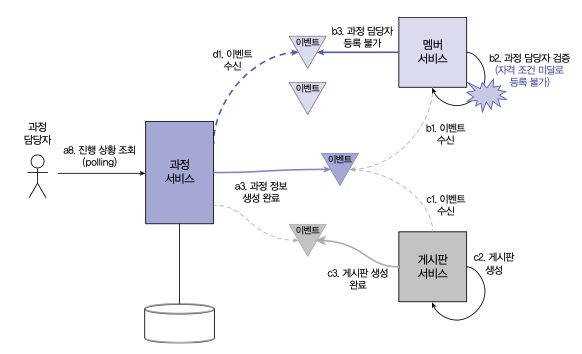 이벤트
b3. 과정 담당자
등록 불가
멤버
서비스
d1. 이벤트
수신
b2. 과정 담당자 검증
(자격 조건 미달로
등록 불가)
이벤트
과정
담당자
a8. 진행 상황 조회
(polling)
과정
서비스
b1. 이벤트
수신
이벤트
a3. 과정 정보
생성 완료
c1. 이벤트
수신
이벤트
c3. 게시판 생성
완료
게시판
서비스
c2. 게시판
생성